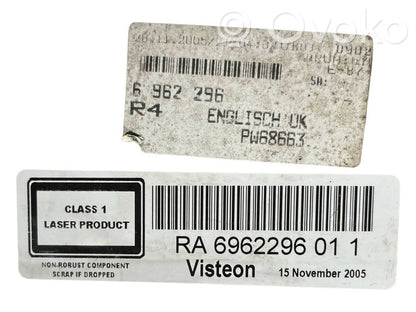 Ovoko
6 962 296
R4
ENGLISCH UK
PW68663
CLASS 1
LASER PRODUCT
NON-ROBUST COMPONENT
SCRAP IF DROPPED
RA 6962296 01 1
Visteon 15 November 2005